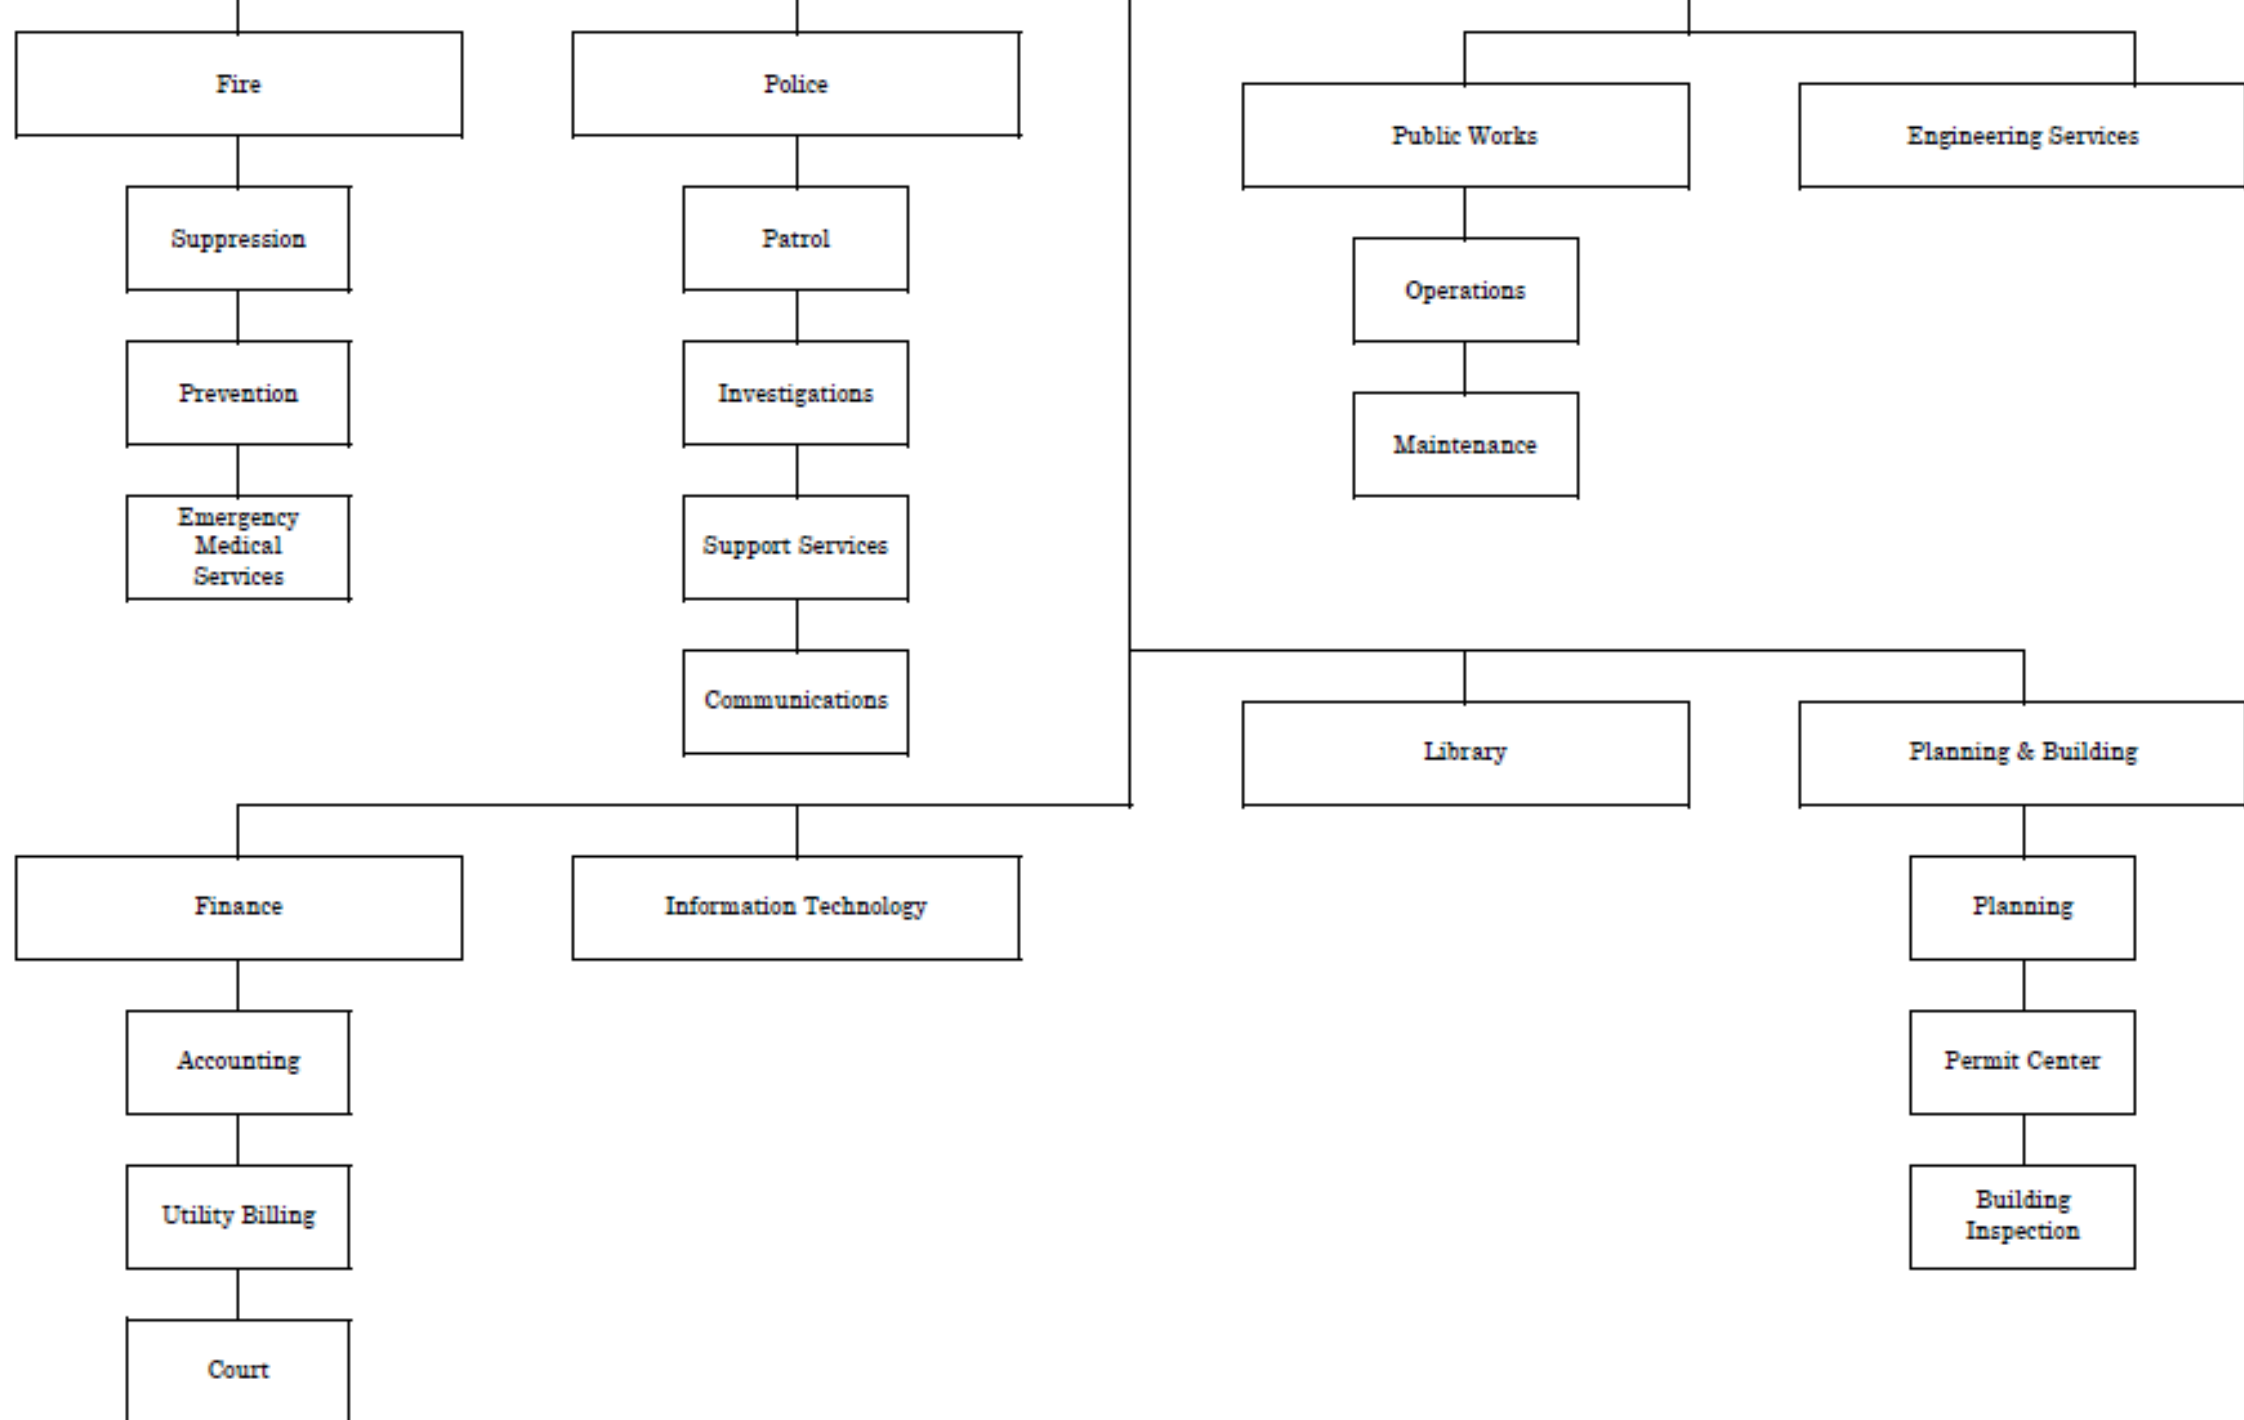 Fire
Police
Public Works
Engineering Services
Suppression
Patrol
Operations
Prevention
Investigations
Maintenance
Emergency
Medical
Services
Support Services
Communications
Library
Planning & Building
Finance
Information Technology
Planning
Accounting
Permit Center
Utility Billing
Building
Inspection
Court